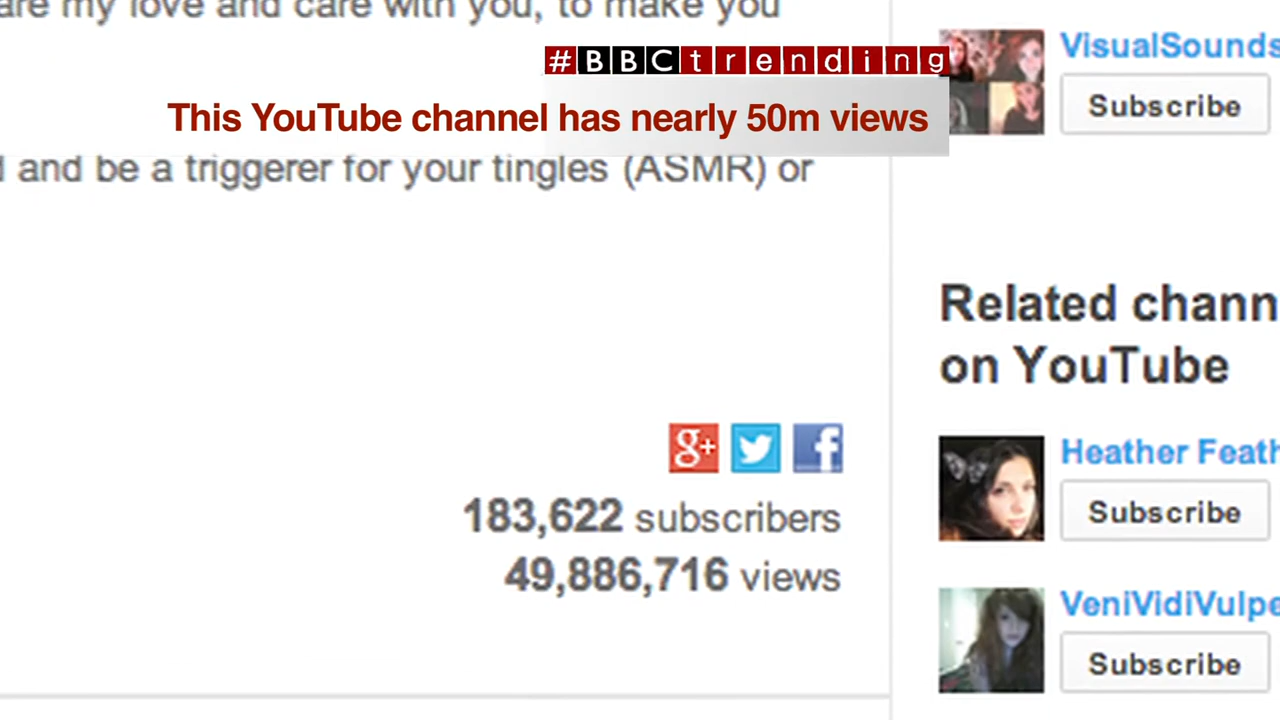 are my love and care with you, to make you
#BBCtrending
This YouTube channel has nearly 50m views
and be a triggerer for your tingles (ASMR) or
VisualSounds
Subscribe
Related chann
on YouTube
Heather Feath
Subscribe
VeniVidiVulpe
Subscribe
g+
f
183,622 subscribers
49,886,716 views